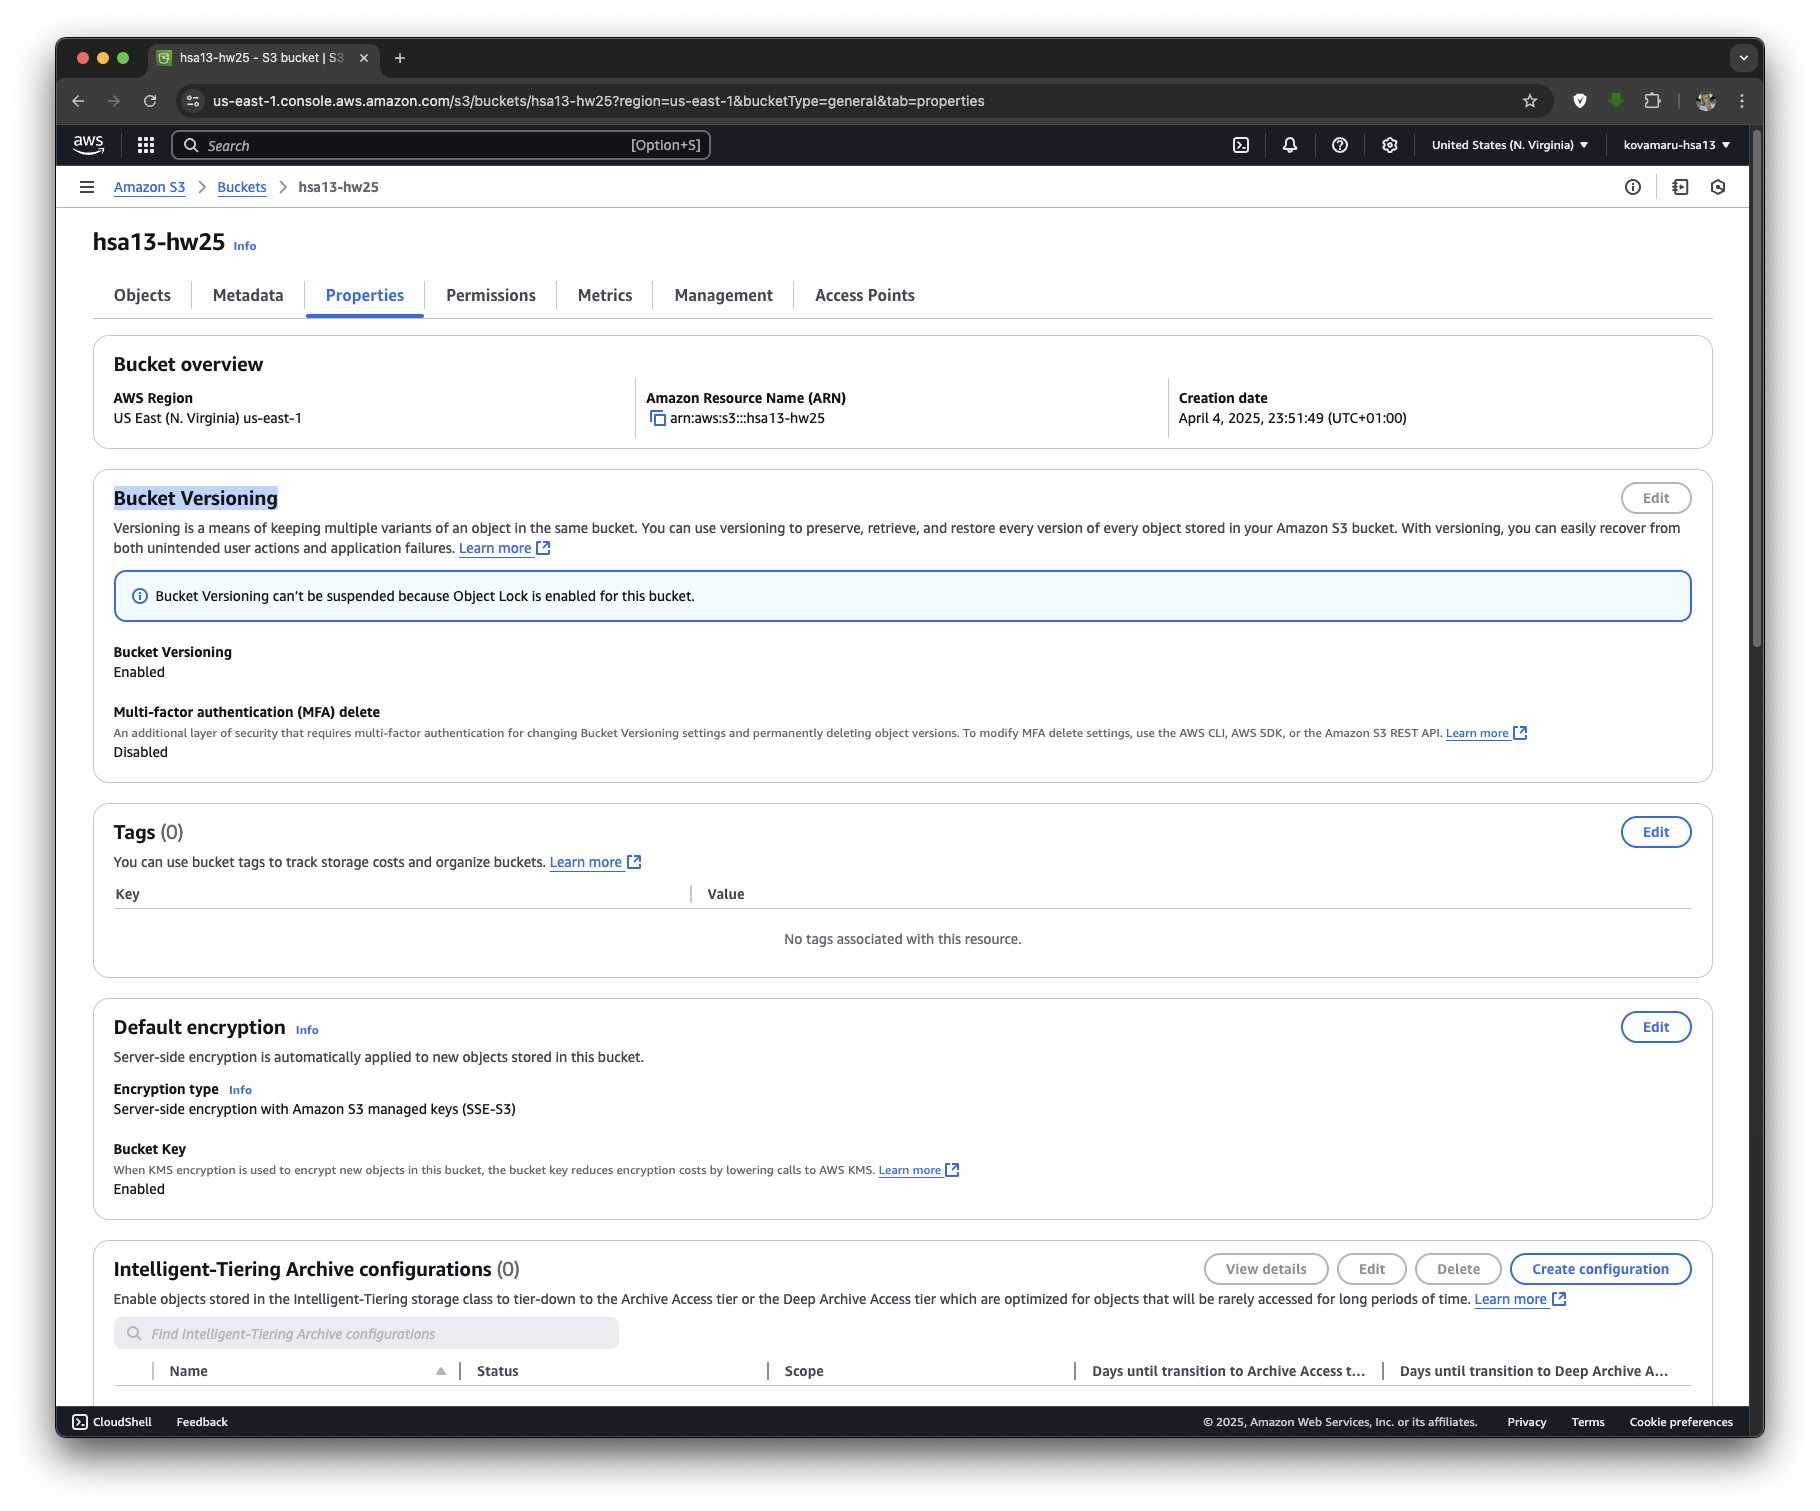 hsa13-hw25 - S3 bucket | S3
us-east-1.console.aws.amazon.com/s3/buckets/hsa13-hw25?region=us-east-1&bucketType=general&tab=properties
aws
Search
[Option+S]
United States (N. Virginia)
kovamaru-hsa13
Amazon S3
Buckets
hsa13-hw25
hsa13-hw25 Info
Objects
Metadata
Properties
Permissions
Metrics
Management
Access Points
Bucket overview
AWS Region
US East (N. Virginia) us-east-1
Amazon Resource Name (ARN)
arn:aws:s3:::hsa13-hw25
Creation date
April 4, 2025, 23:51:49 (UTC+01:00)
Bucket Versioning
Edit
Versioning is a means of keeping multiple variants of an object in the same bucket. You can use versioning to preserve, retrieve, and restore every version of every object stored in your Amazon S3 bucket. With versioning, you can easily recover from
both unintended user actions and application failures. Learn more
Bucket Versioning can’t be suspended because Object Lock is enabled for this bucket.
Bucket Versioning
Enabled
Multi-factor authentication (MFA) delete
An additional layer of security that requires multi-factor authentication for changing Bucket Versioning settings and permanently deleting object versions. To modify MFA delete settings, use the AWS CLI, AWS SDK, or the Amazon S3 REST API. Learn more
Disabled
Tags (0)
Edit
You can use bucket tags to track storage costs and organize buckets. Learn more
Key
Value
No tags associated with this resource.
Default encryption Info
Edit
Server-side encryption is automatically applied to new objects stored in this bucket.
Encryption type Info
Server-side encryption with Amazon S3 managed keys (SSE-S3)
Bucket Key
When KMS encryption is used to encrypt new objects in this bucket, the bucket key reduces encryption costs by lowering calls to AWS KMS. Learn more
Enabled
Intelligent-Tiering Archive configurations (0)
View details
Edit
Delete
Create configuration
Enable objects stored in the Intelligent-Tiering storage class to tier-down to the Archive Access tier or the Deep Archive Access tier which are optimized for objects that will be rarely accessed for long periods of time. Learn more
Find Intelligent-Tiering Archive configurations
Name
Status
Scope
Days until transition to Archive Access t...
Days until transition to Deep Archive A...
CloudShell
Feedback
© 2025, Amazon Web Services, Inc. or its affiliates.
Privacy
Terms
Cookie preferences